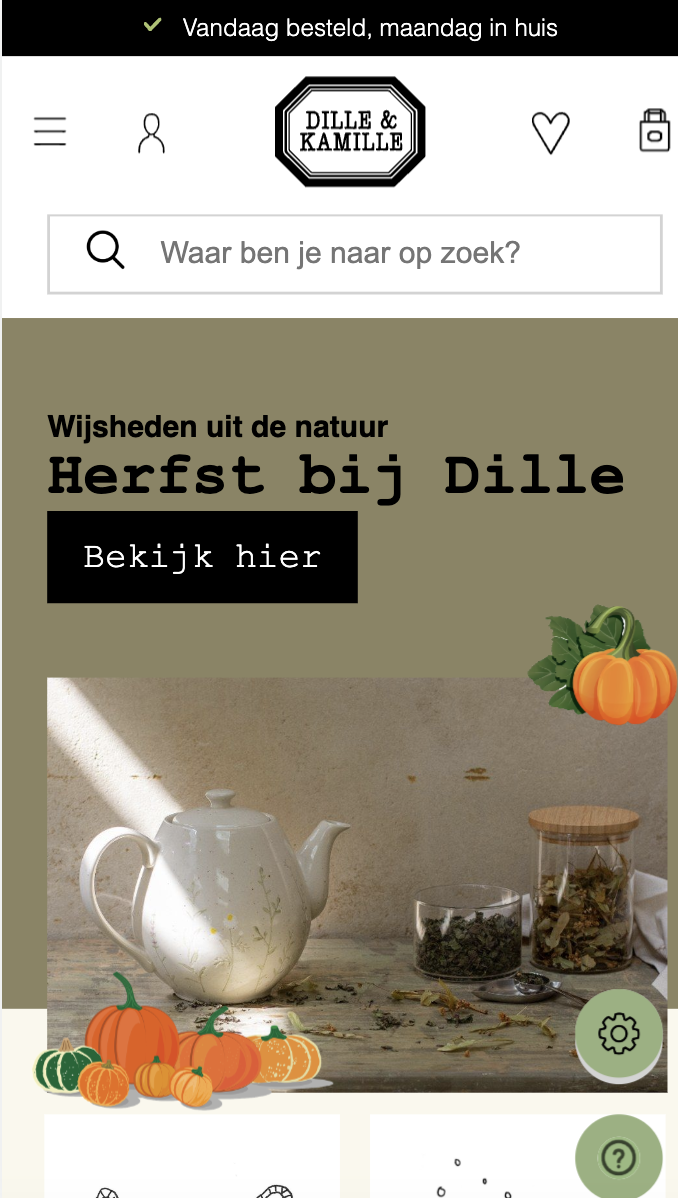 Vandaag besteld, maandag in huis
DILLE &
KAMILLE
Waar ben je naar op zoek?
Wijsheden uit de natuur
Herfst bij Dille
Bekijk hier
?